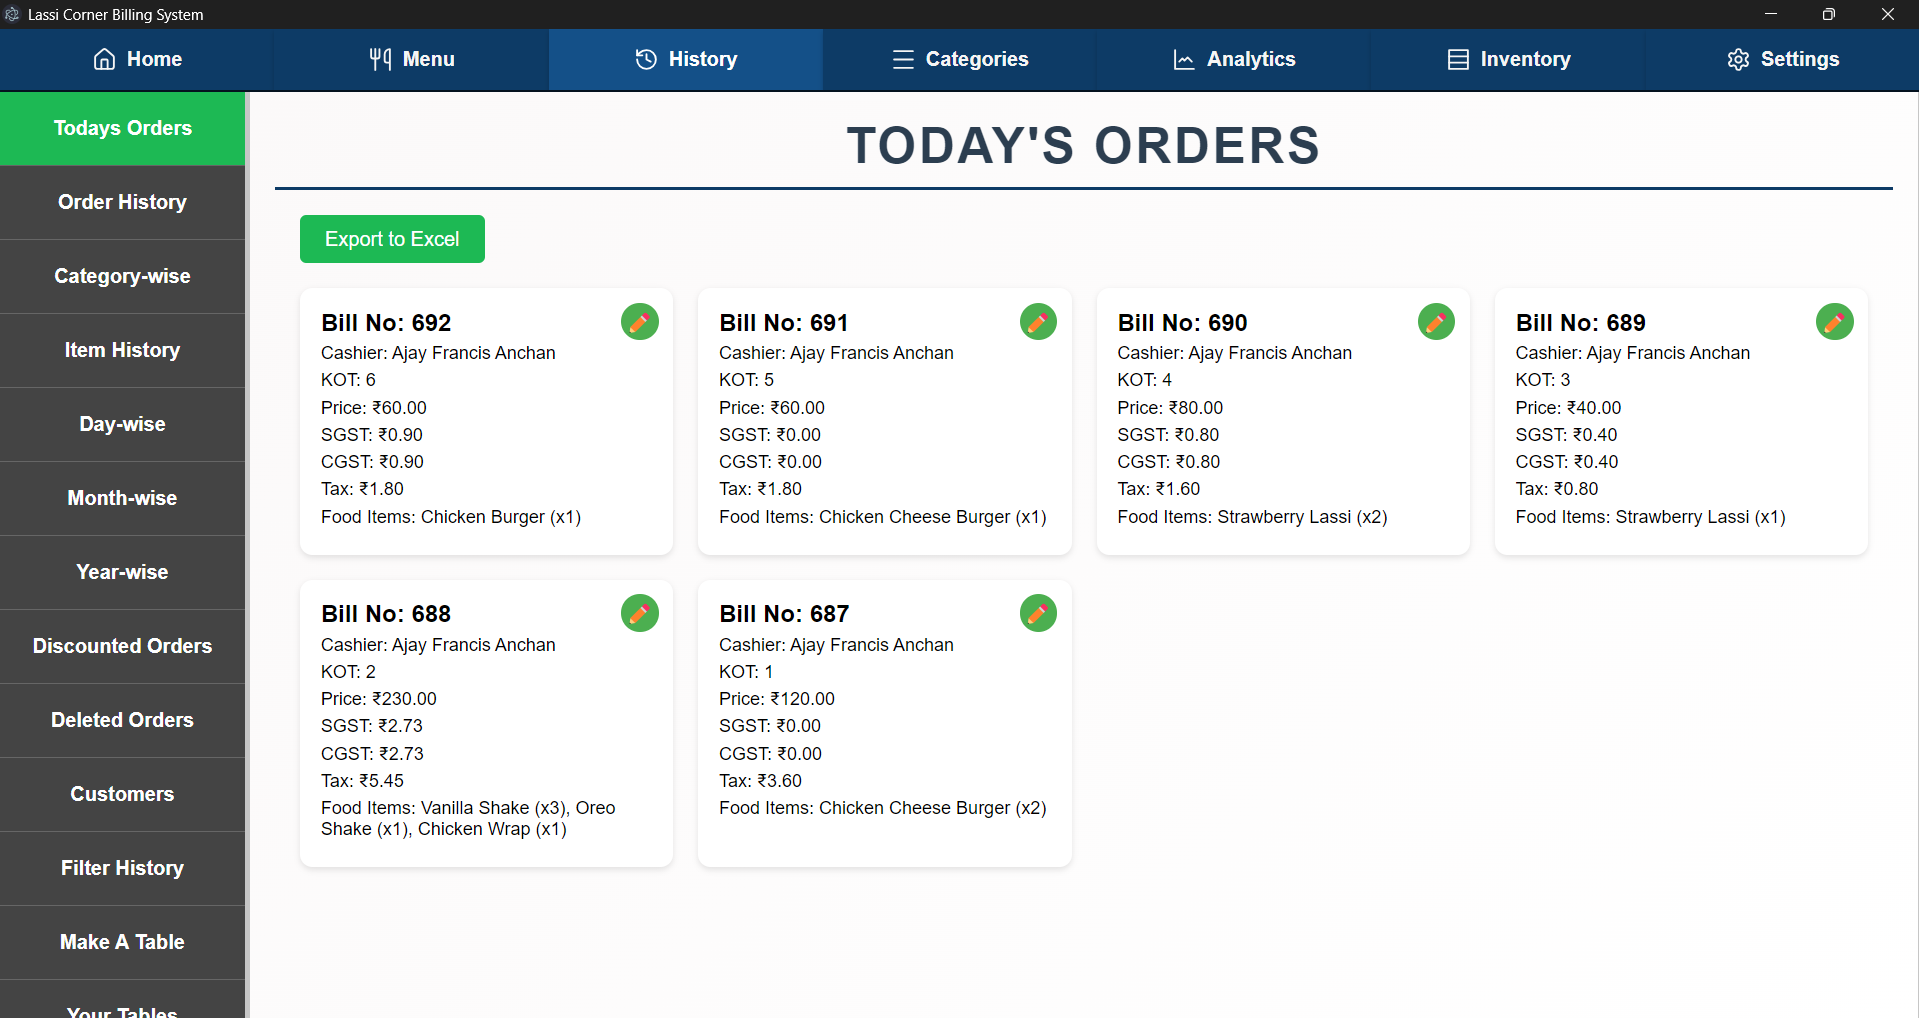 Lassi Corner Billing System
Home
Menu
History
Categories
Analytics
Inventory
Settings
Todays Orders
Order History
Category-wise
Item History
Day-wise
Month-wise
Year-wise
Discounted Orders
Deleted Orders
Customers
Filter History
Make A Table
Your Tables
TODAY'S ORDERS
Export to Excel
Bill No: 692
Cashier: Ajay Francis Anchan
KOT: 6
Price: ₹60.00
SGST: ₹0.90
CGST: ₹0.90
Tax: ₹1.80
Food Items: Chicken Burger (x1)
Bill No: 691
Cashier: Ajay Francis Anchan
KOT: 5
Price: ₹60.00
SGST: ₹0.00
CGST: ₹0.00
Tax: ₹1.80
Food Items: Chicken Cheese Burger (x1)
Bill No: 690
Cashier: Ajay Francis Anchan
KOT: 4
Price: ₹80.00
SGST: ₹0.80
CGST: ₹0.80
Tax: ₹1.60
Food Items: Strawberry Lassi (x2)
Bill No: 689
Cashier: Ajay Francis Anchan
KOT: 3
Price: ₹40.00
SGST: ₹0.40
CGST: ₹0.40
Tax: ₹0.80
Food Items: Strawberry Lassi (x1)
Bill No: 688
Cashier: Ajay Francis Anchan
KOT: 2
Price: ₹230.00
SGST: ₹2.73
CGST: ₹2.73
Tax: ₹5.45
Food Items: Vanilla Shake (x3), Oreo
Shake (x1), Chicken Wrap (x1)
Bill No: 687
Cashier: Ajay Francis Anchan
KOT: 1
Price: ₹120.00
SGST: ₹0.00
CGST: ₹0.00
Tax: ₹3.60
Food Items: Chicken Cheese Burger (x2)